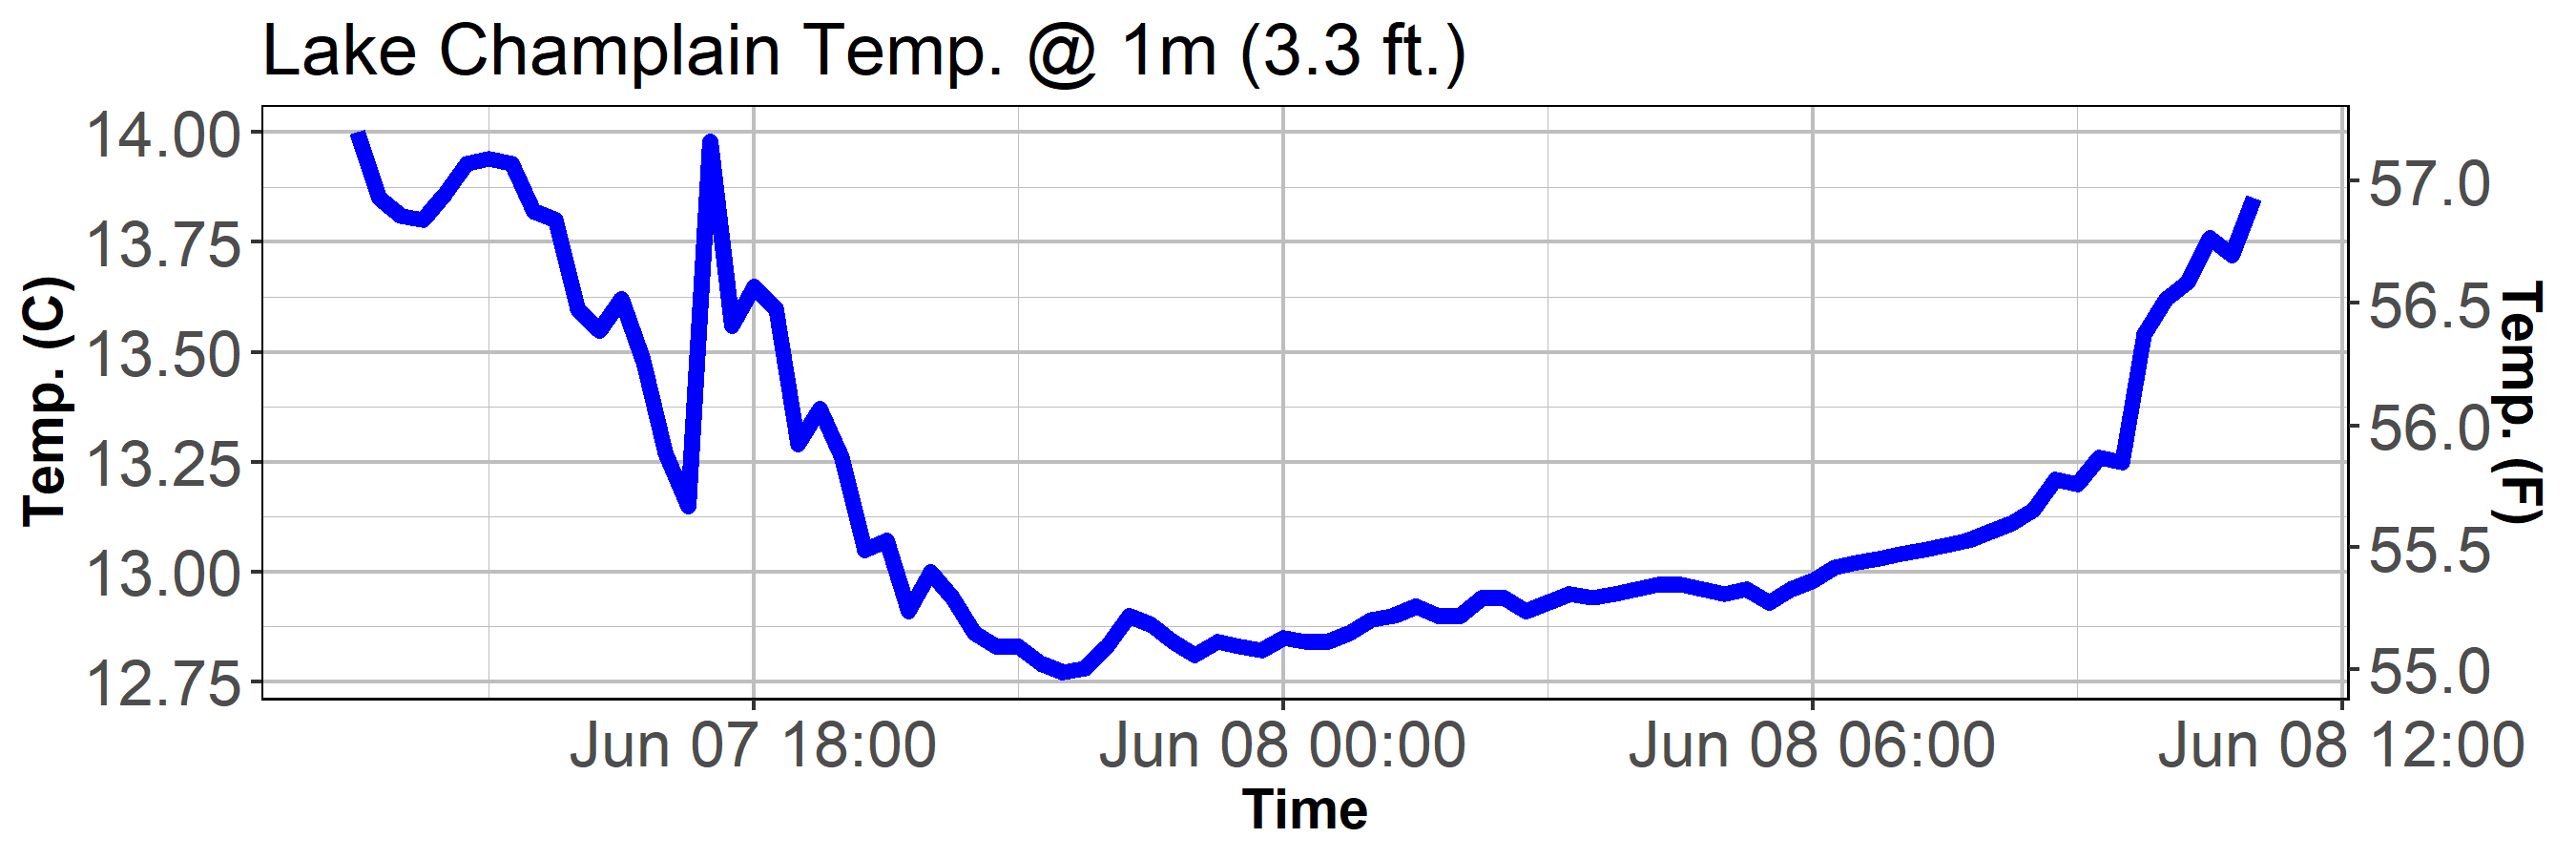 Lake Champlain Temp. @ 1m (3.3 ft.)
14.00
13.75
13.50
13.25
13.00
12.75
Temp. (C)
57.0
56.5
56.0
55.5
55.0
Temp. (F)
Jun 07 18:00 Jun 08 00:00 Jun 08 06:00 Jun 08 12:00
Time